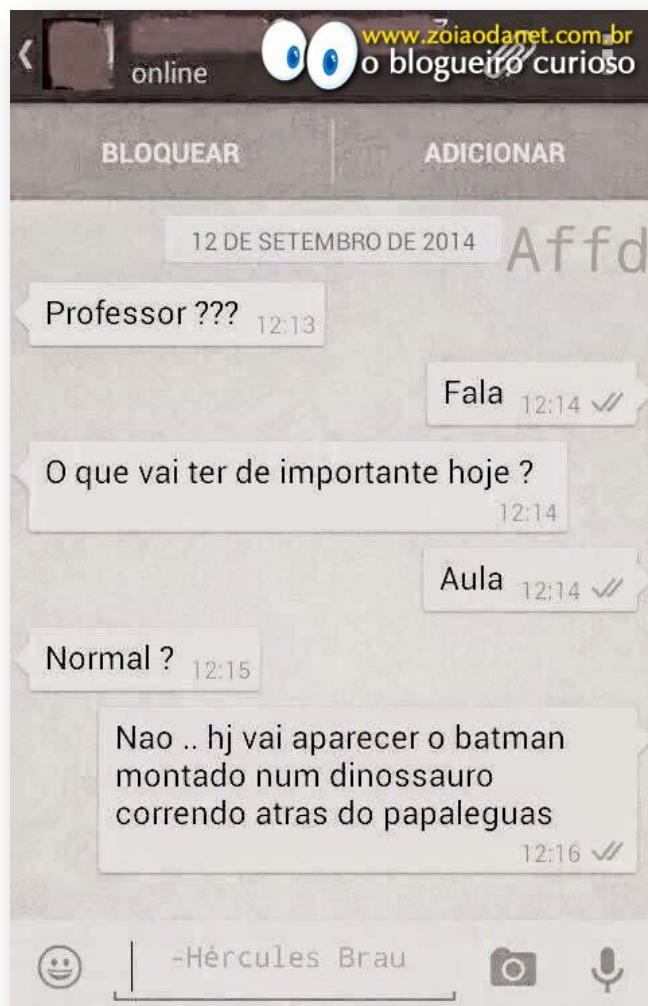 www.zoiaodanet.com.br
o blogueiro curioso
online
BLOQUEAR
ADICIONAR
12 DE SETEMBRO DE 2014
Affd
Professor ??? 12:13
Fala 12:14
O que vai ter de importante hoje ?
12:14
Aula 12:14
Normal ? 12:15
Nao .. hj vai aparecer o batman
montado num dinossauro
correndo atras do papaleguas
12:16
-Hércules Brau